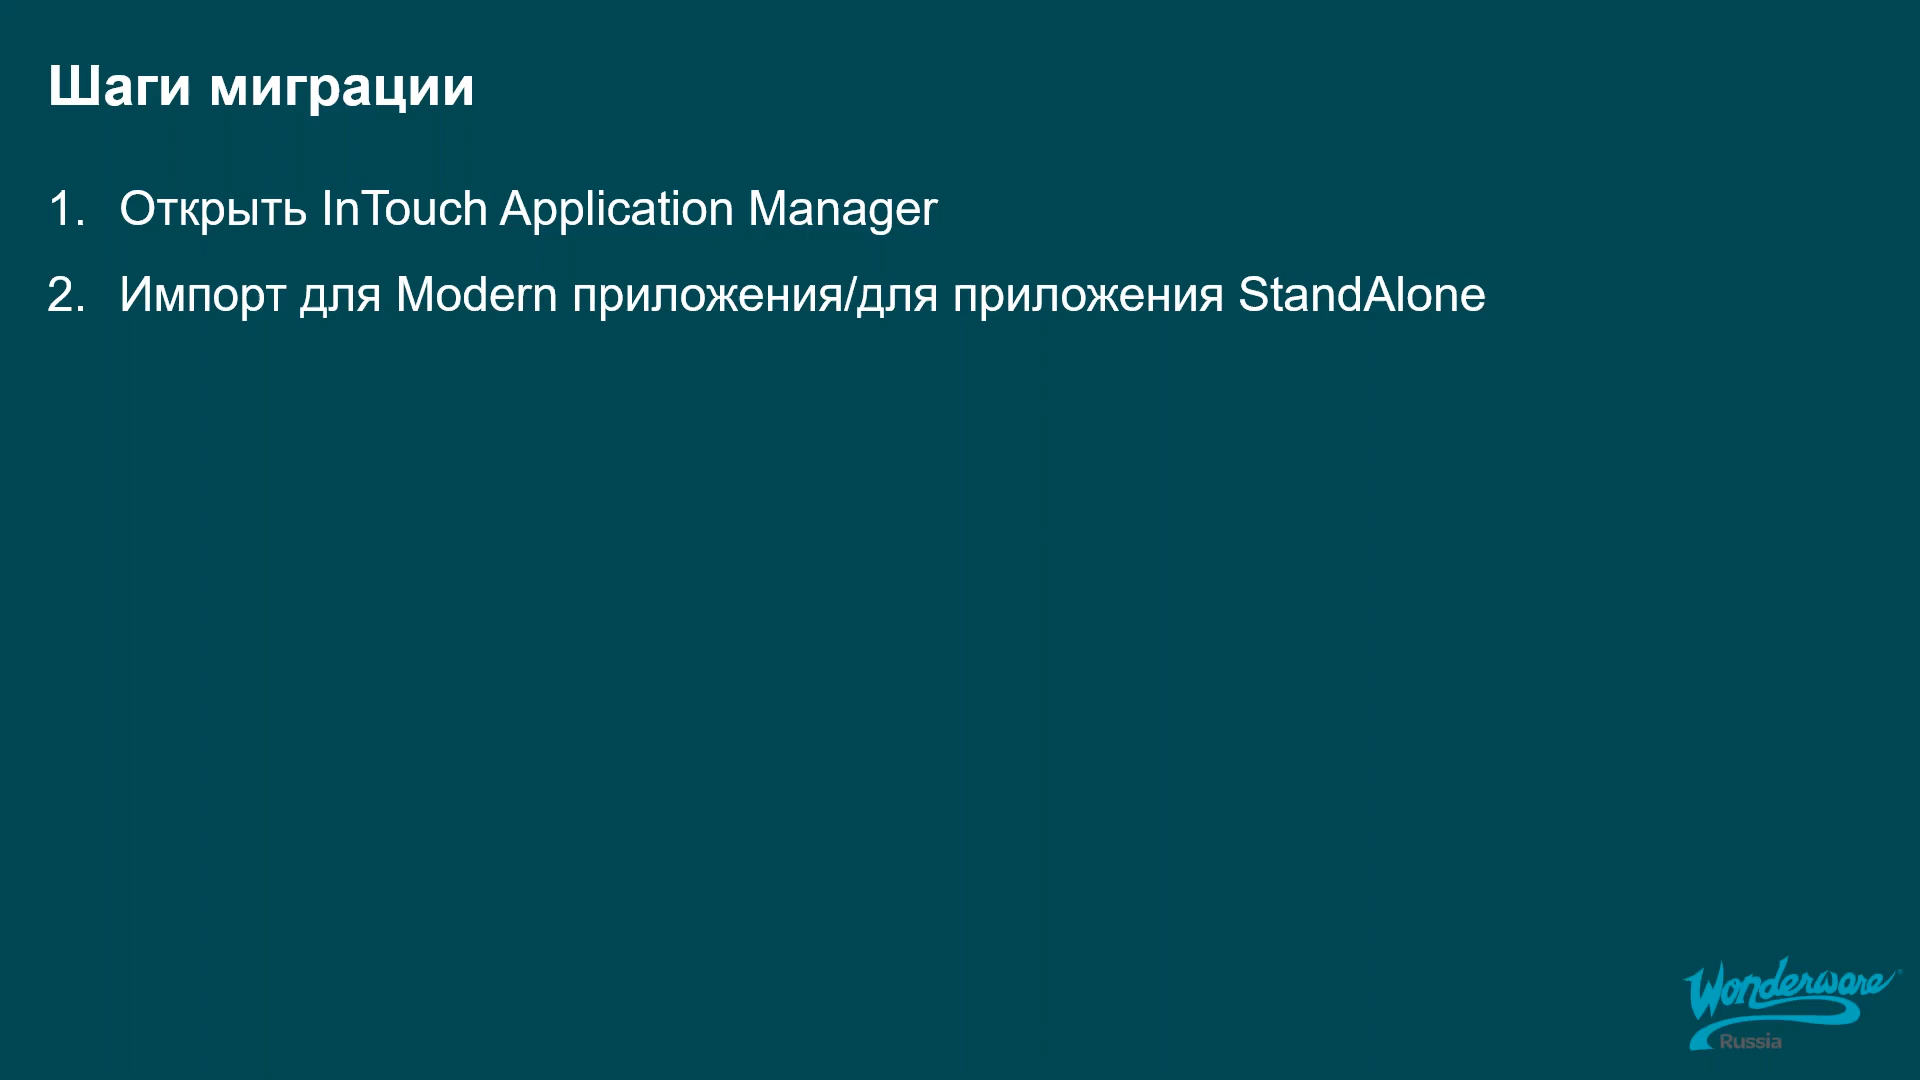 Шаги миграции
1. Открыть InTouch Application Manager
2. Импорт для Modern приложения/для приложения StandAlone
Wonderware
Russia